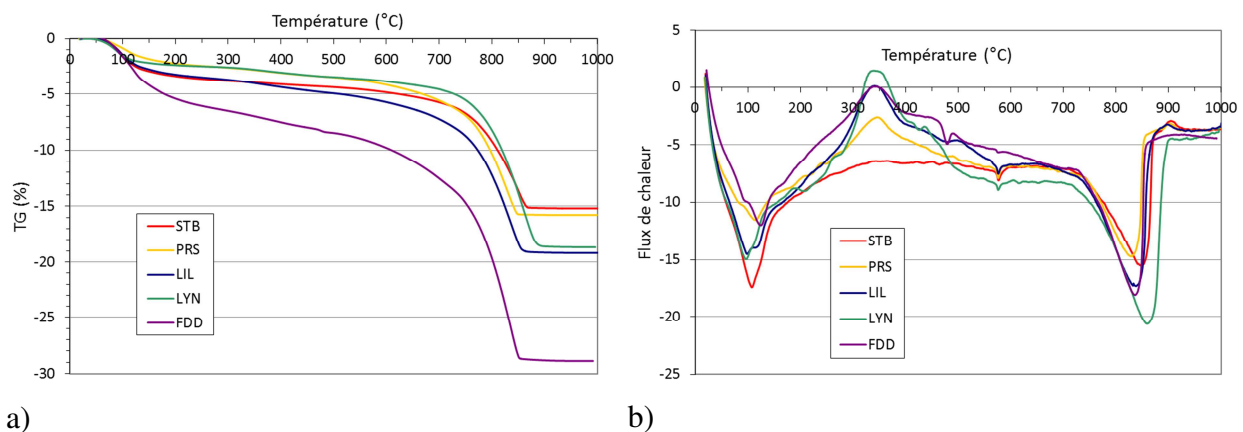 Température (°C)
0 100 200 300 400 500 600 700 800 900 1000
0
-5
-10
-15
-20
-25
-30
TG (%)
STB
PRS
LIL
LYN
FDD
a)
5
0
-5
-10
-15
-20
-25
Flux de chaleur
Température (°C)
0 100 200 300 400 500 600 700 800 900 1000
STB
PRS
LIL
LYN
FDD
b)